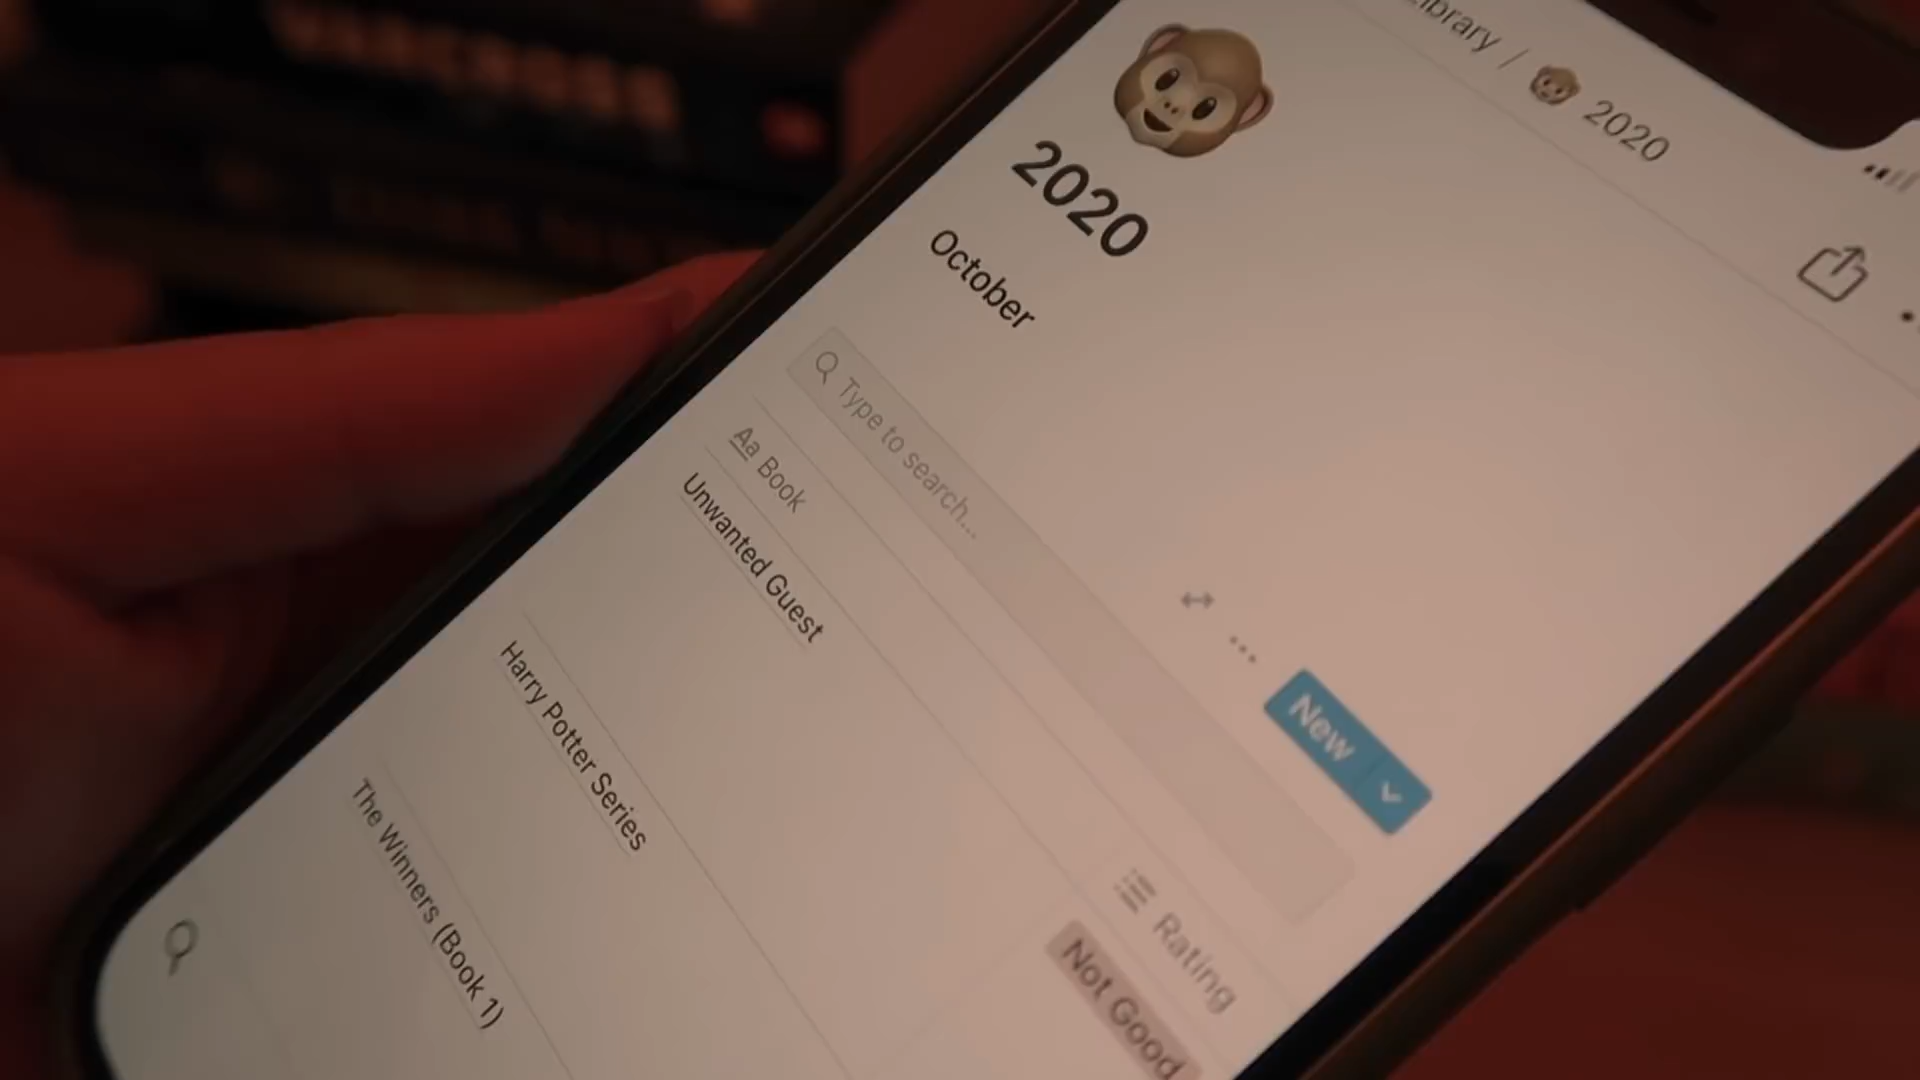 Library / 2020
2020
October
Type to search...
New
Aa Book
Rating
Unwanted Guest
Not Good
Harry Potter Series
The Winners (Book 1)
WARCROSS